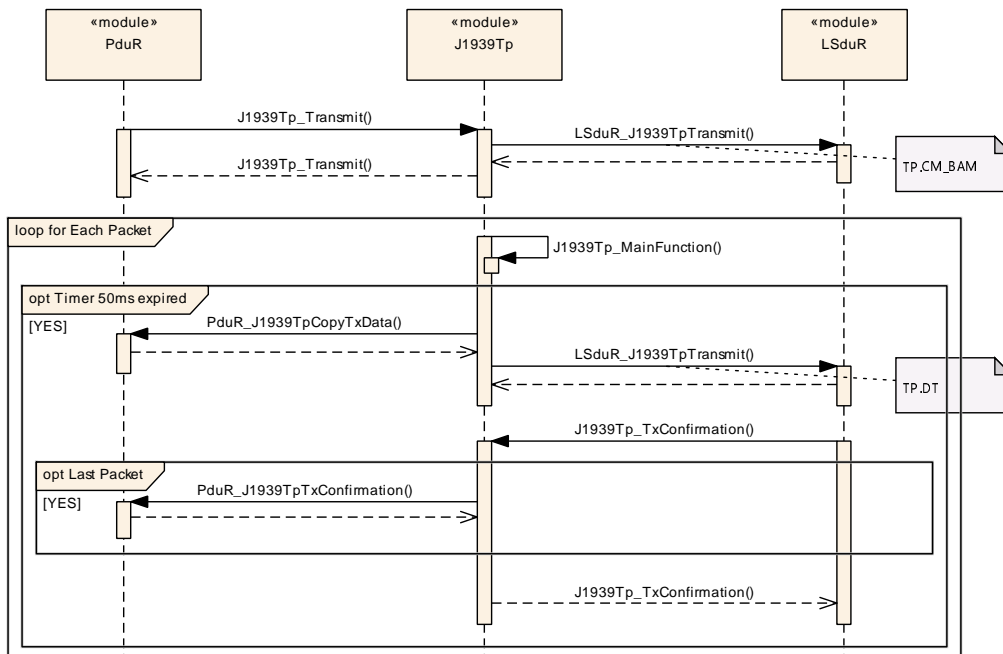 «module»
PduR
«module»
J1939Tp
«module»
LSduR
J1939Tp_Transmit()
LSduR_J1939TpTransmit()
J1939Tp_Transmit()
TP.CM_BAM
loop for Each Packet
J1939Tp_MainFunction()
opt Timer 50ms expired
[YES]
PduR_J1939TpCopyTxData()
LSduR_J1939TpTransmit()
TP.DT
J1939Tp_TxConfirmation()
opt Last Packet
[YES]
PduR_J1939TpTxConfirmation()
J1939Tp_TxConfirmation()